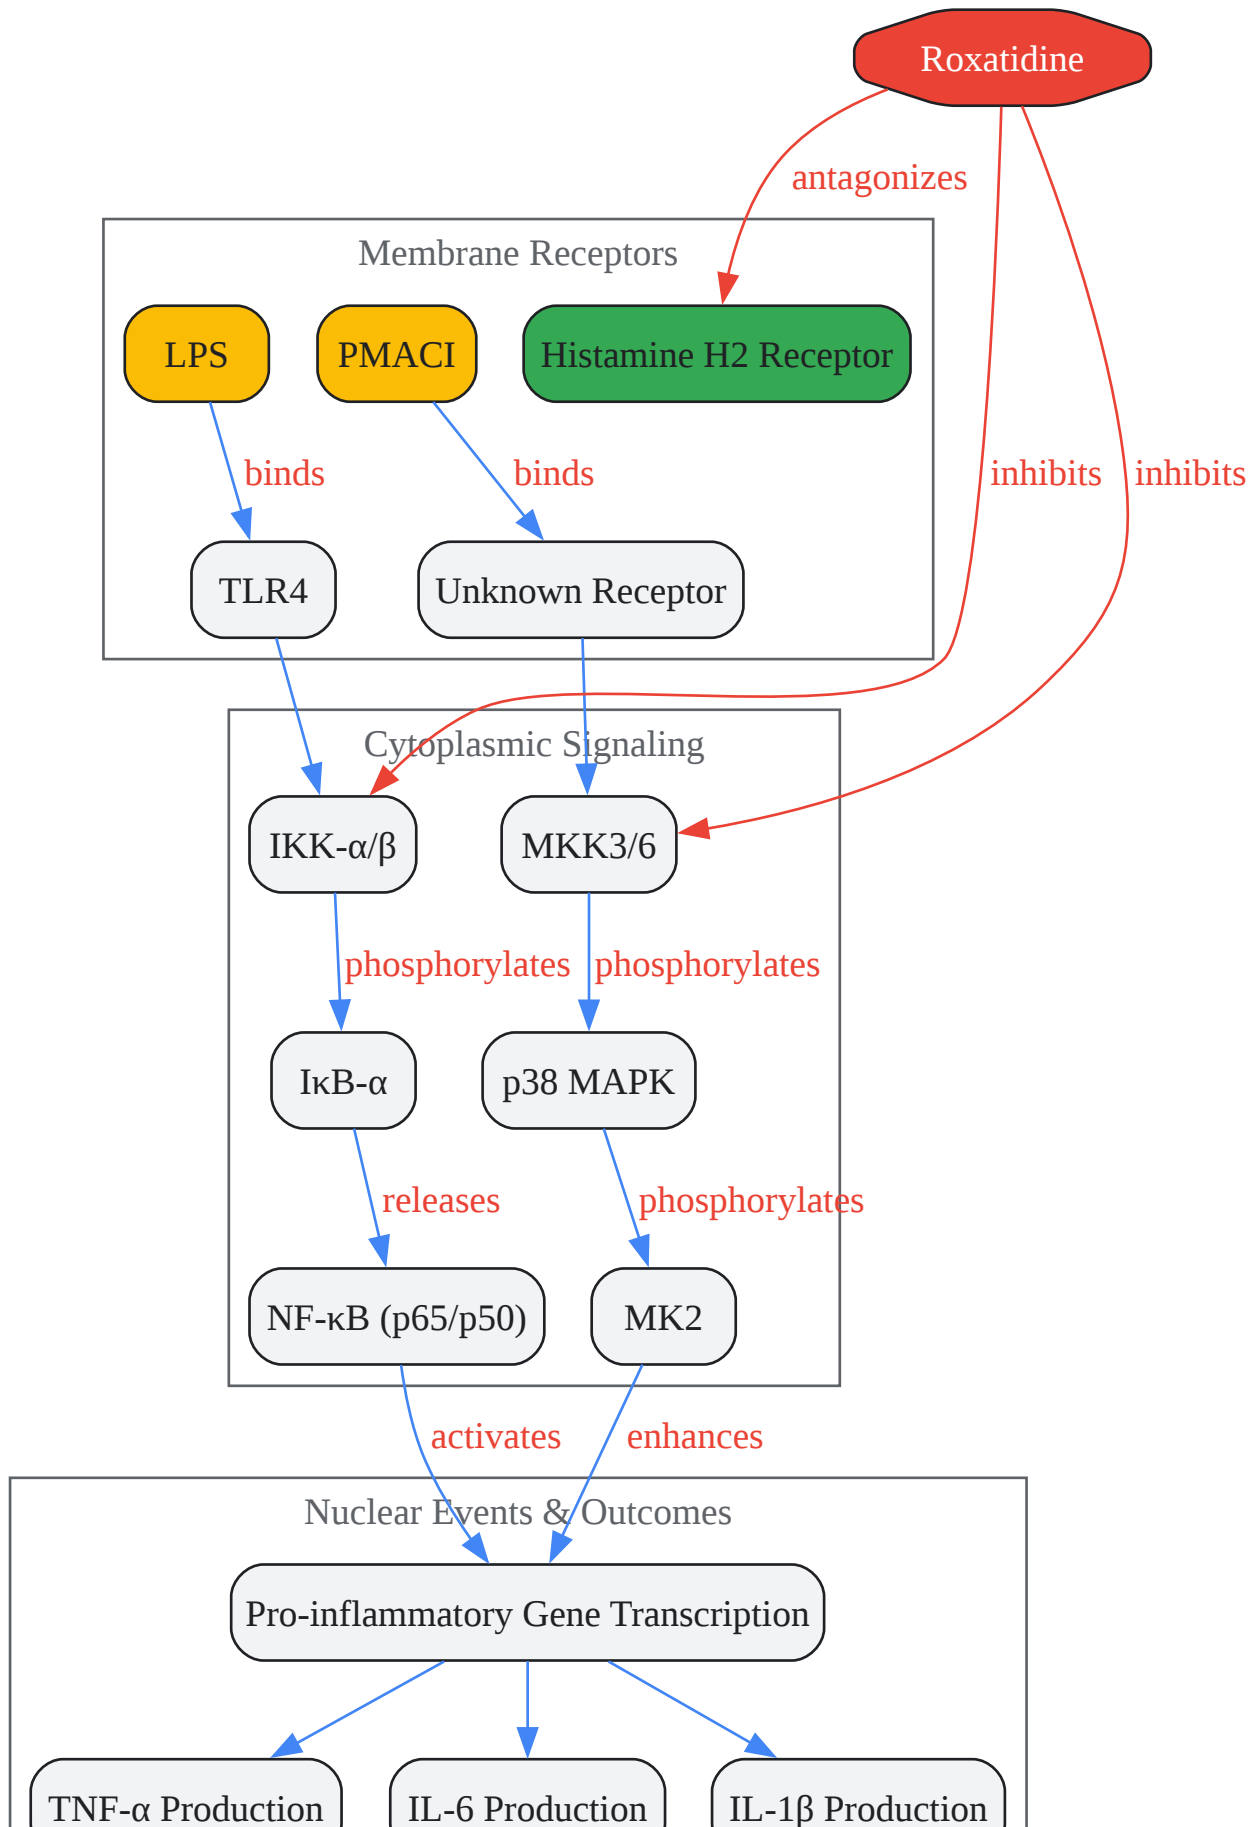 Roxatidine
antagonizes
Membrane Receptors
LPS
PMACI
Histamine H2 Receptor
binds
binds
inhibits
inhibits
TLR4
Unknown Receptor
Cytoplasmic Signaling
IKK-α/β
MKK3/6
phosphorylates
phosphorylates
IκB-α
p38 MAPK
releases
phosphorylates
NF-κB (p65/p50)
MK2
activates
enhances
Nuclear Events & Outcomes
Pro-inflammatory Gene Transcription
TNF-α Production
IL-6 Production
IL-1β Production